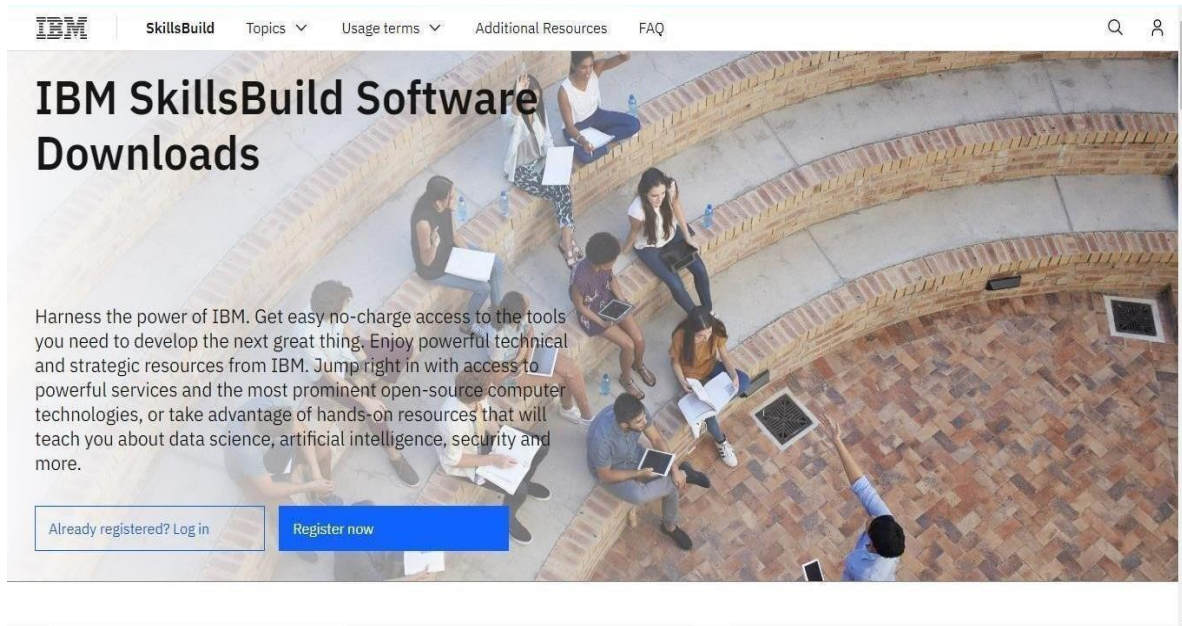 IBM SkillsBuild Topics Usage terms Additional Resources FAQ
IBM SkillsBuild Software
Downloads
Harness the power of IBM. Get easy no-charge access to the tools
you need to develop the next great thing. Enjoy powerful technical
and strategic resources from IBM. Jump right in with access to
powerful services and the most prominent open-source computer
technologies, or take advantage of hands-on resources that will
teach you about data science, artificial intelligence, security and
more.
Already registered? Log in Register now